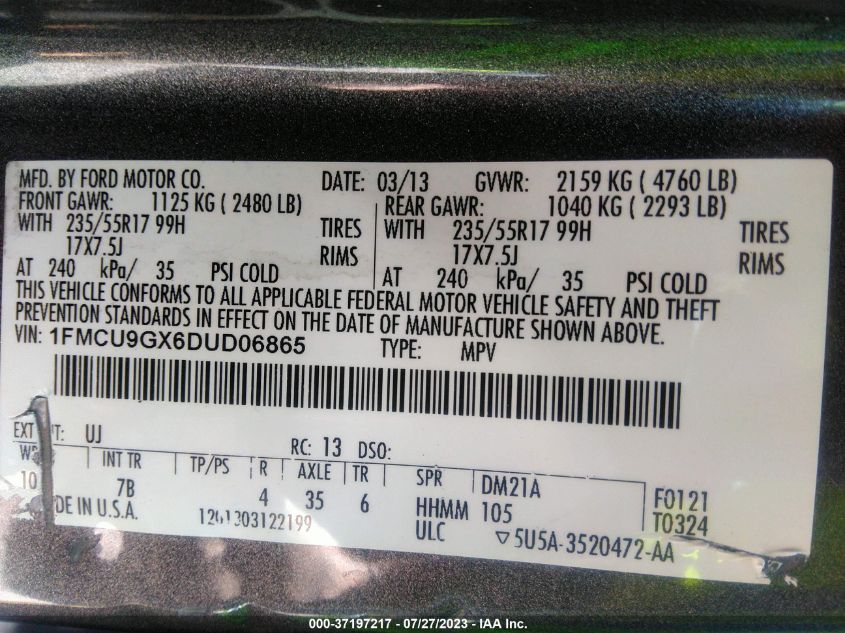 MFD. BY FORD MOTOR CO. DATE: 03/13 GVWR: 2159 KG ( 4760 LB)
FRONT GAWR: 1125 KG ( 2480 LB) REAR GAWR: 1040 KG ( 2293 LB)
WITH 235/55R17 99H TIRES WITH 235/55R17 99H TIRES
17X7.5J RIMS 17X7.5J RIMS
AT 240 kPa/ 35 PSI COLD AT 240 kPa/ 35 PSI COLD
THIS VEHICLE CONFORMS TO ALL APPLICABLE FEDERAL MOTOR VEHICLE SAFETY AND THEFT
PREVENTION STANDARDS IN EFFECT ON THE DATE OF MANUFACTURE SHOWN ABOVE.
VIN: 1FMCU9GX6DUD06865 TYPE: MPV
EXT T: UJ RC: 13 DSO:
WB INT TR TP/PS R AXLE TR SPR DM21A
10 7B 4 35 6 HHMM 105 F0121
DE IN U.S.A. 1201303122199 ULC T0324
▽5U5A-3520472-AA
000-37197217 - 07/27/2023 - IAA Inc.